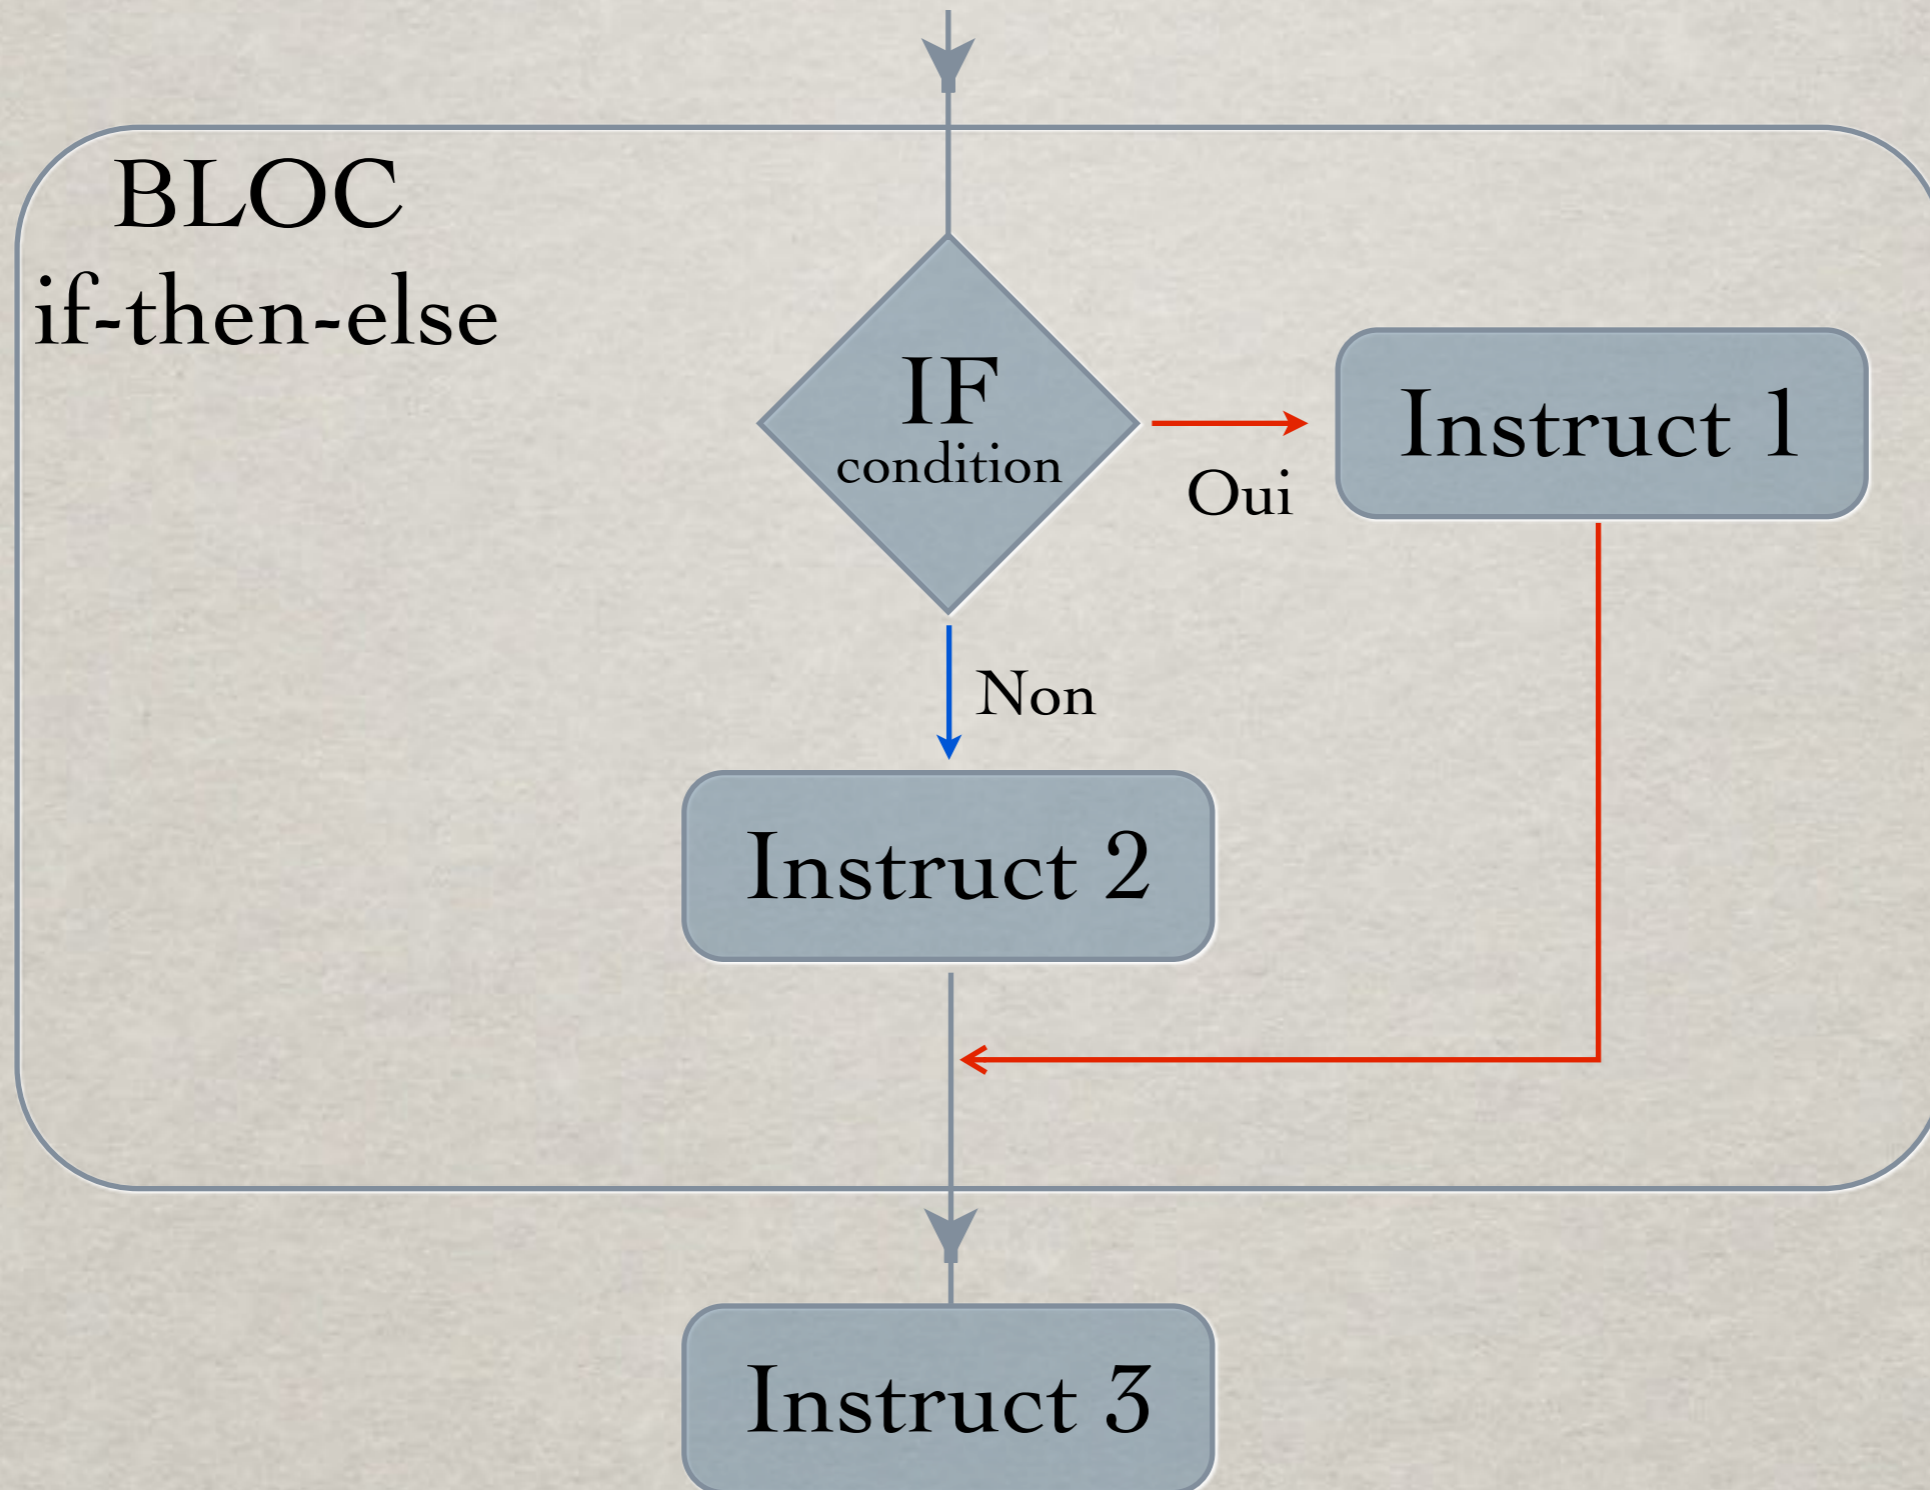 BLOC
if-then-else
IF
condition
Instruct 1
Oui
Non
Instruct 2
Instruct 3